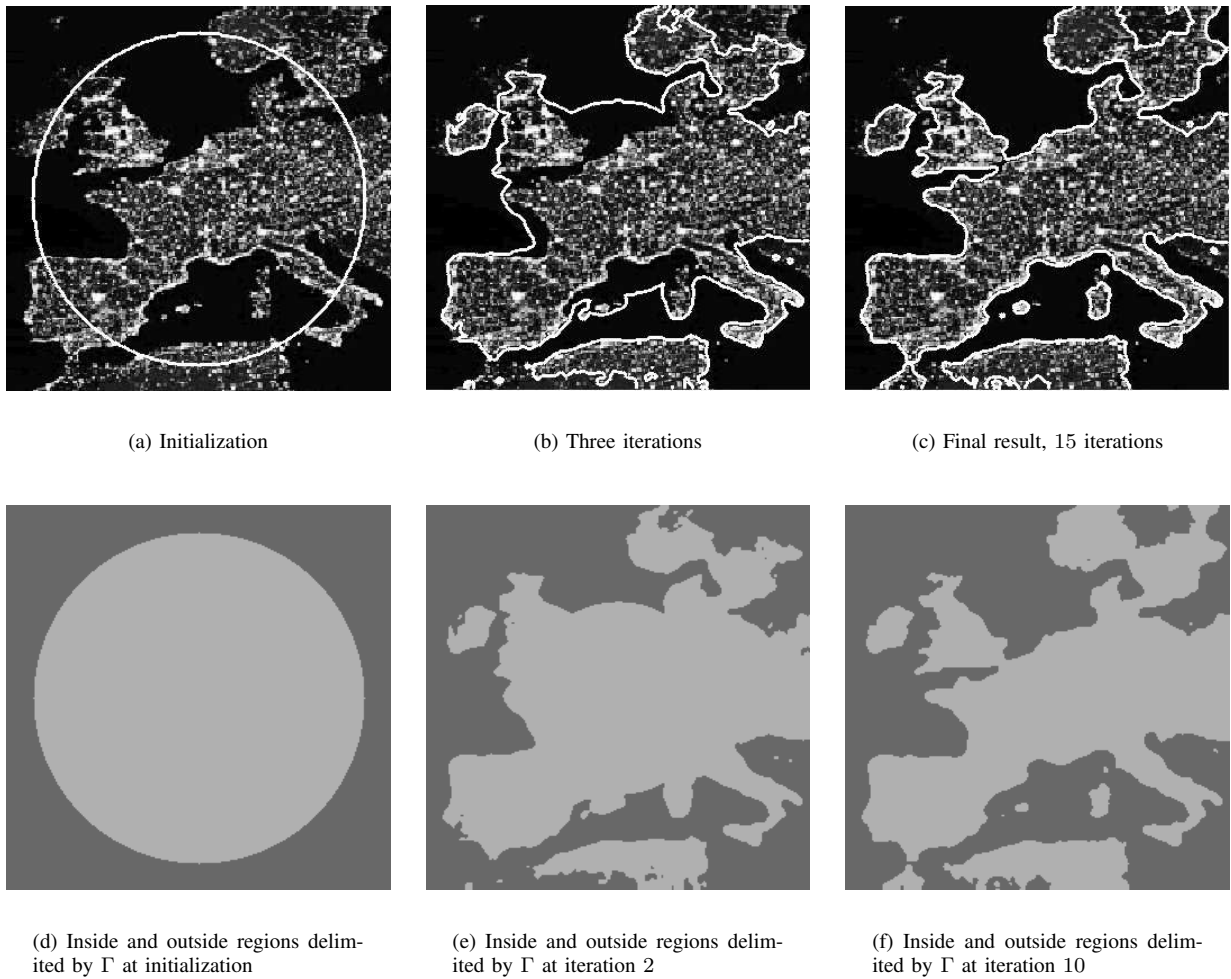 (a) Initialization
(b) Three iterations
(c) Final result, 15 iterations
(d) Inside and outside regions delim-
ited by Γ at initialization
(e) Inside and outside regions delim-
ited by Γ at iteration 2
(f) Inside and outside regions delim-
ited by Γ at iteration 10